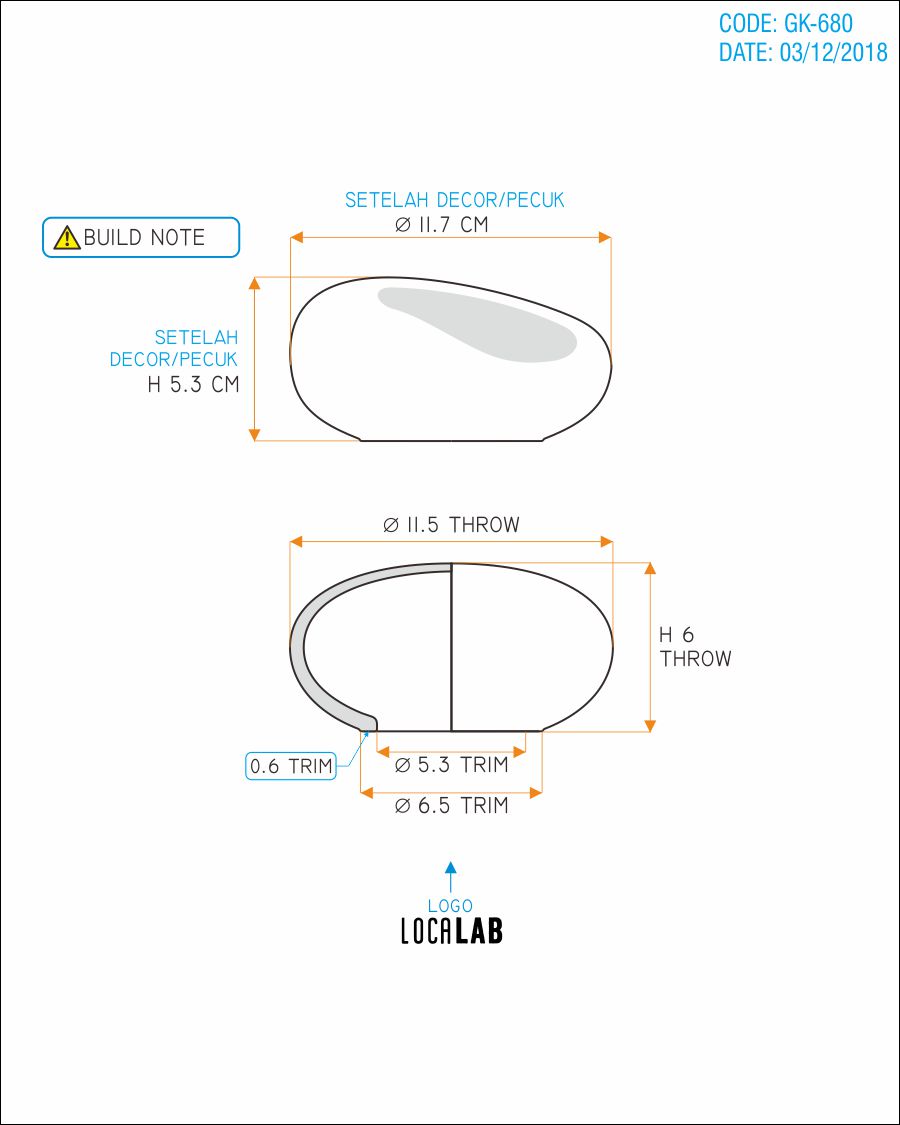 CODE: GK-680
DATE: 03/12/2018
SETELAH DECOR/PECUK
Ø 11.7 CM
BUILD NOTE
SETELAH
DECOR/PECUK
H 5.3 CM
Ø 11.5 THROW
H 6
THROW
0.6 TRIM
Ø 5.3 TRIM
Ø 6.5 TRIM
LOGO
LOCALAB